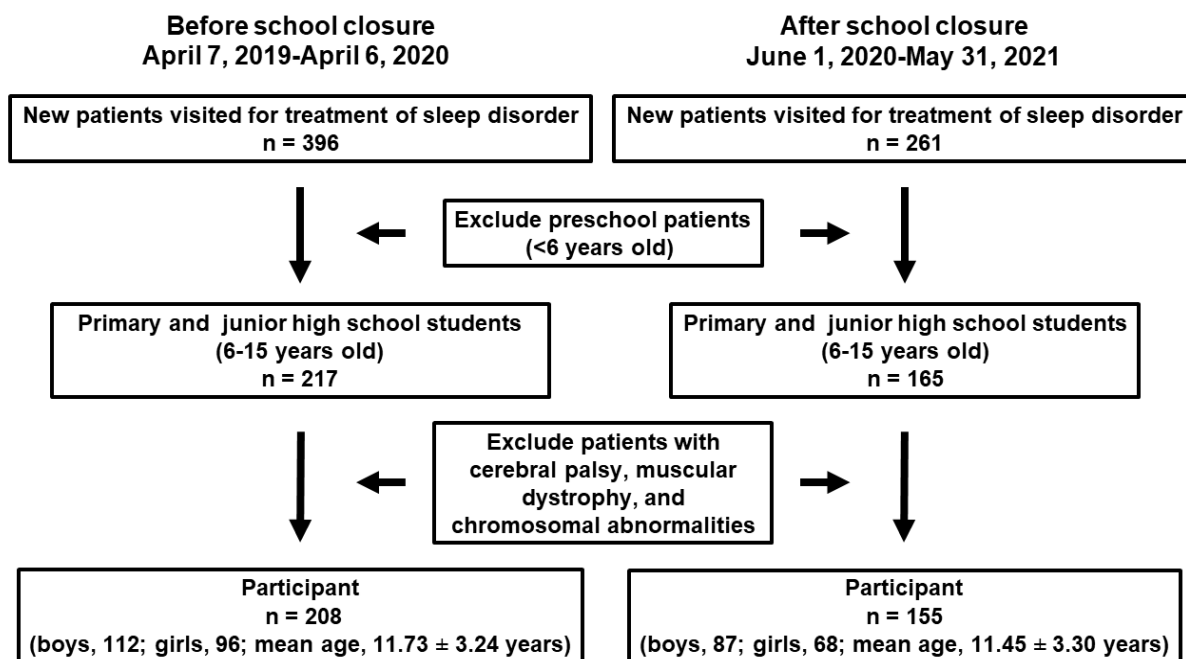 Before school closure
April 7, 2019-April 6, 2020
After school closure
June 1, 2020-May 31, 2021
New patients visited for treatment of sleep disorder
n = 396
New patients visited for treatment of sleep disorder
n = 261
Exclude preschool patients
(<6 years old)
Primary and junior high school students
(6-15 years old)
n = 217
Primary and junior high school students
(6-15 years old)
n = 165
Exclude patients with
cerebral palsy, muscular
dystrophy, and
chromosomal abnormalities
Participant
n = 208
(boys, 112; girls, 96; mean age, 11.73 ± 3.24 years)
Participant
n = 155
(boys, 87; girls, 68; mean age, 11.45 ± 3.30 years)